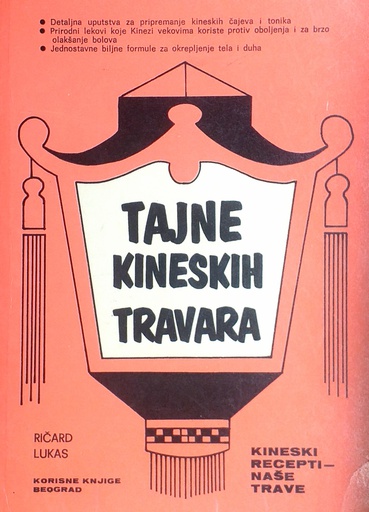 ● Detaljna uputstva za pripremanje kineskih čajeva i tonika
● Prirodni lekovi koje Kinezi vekovima koriste protiv oboljenja i za brzo
olakšanje bolova
● Jednostavne biljne formule za okrepljenje tela i duha
TAJNE
KINESKIH
TRAVARA
RIČARD
LUKAS
KORISNE KNJIGE
BEOGRAD
KINESKI
RECEPTI—
NAŠE
TRAVE